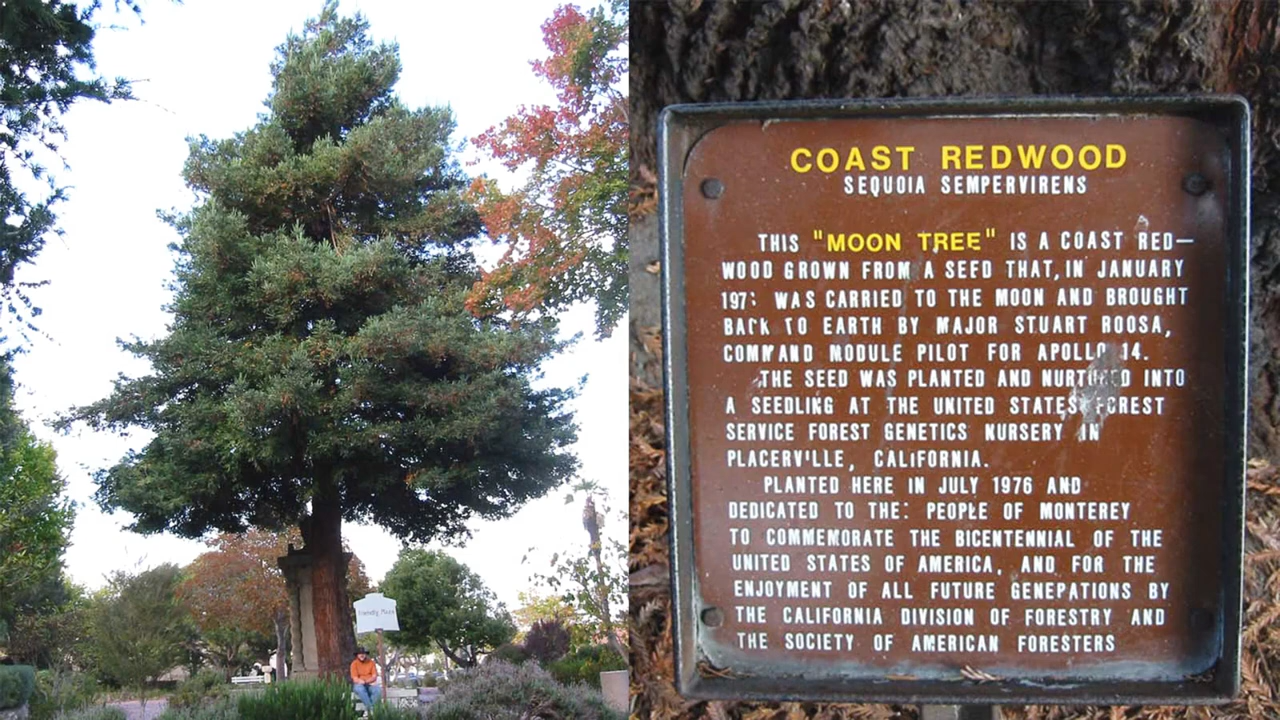 Friendly Plaza
COAST REDWOOD
SEQUOIA SEMPERVIRENS
THIS "MOON TREE" IS A COAST RED—
WOOD GROWN FROM A SEED THAT, IN JANUARY
197: WAS CARRIED TO THE MOON AND BROUGHT
BACK TO EARTH BY MAJOR STUART ROOSA,
COMMAND MODULE PILOT FOR APOLLO 14.
THE SEED WAS PLANTED AND NURTURED INTO
A SEEDLING AT THE UNITED STATES FOREST
SERVICE FOREST GENETICS NURSERY IN
PLACERVILLE, CALIFORNIA.
PLANTED HERE IN JULY 1976 AND
DEDICATED TO THE: PEOPLE OF MONTEREY
TO COMMEMORATE THE BICENTENNIAL OF THE
UNITED STATES OF AMERICA, AND FOR THE
ENJOYMENT OF ALL FUTURE GENEPATIONS BY
THE CALIFORNIA DIVISION OF FORESTRY AND
THE SOCIETY OF AMERICAN FORESTERS